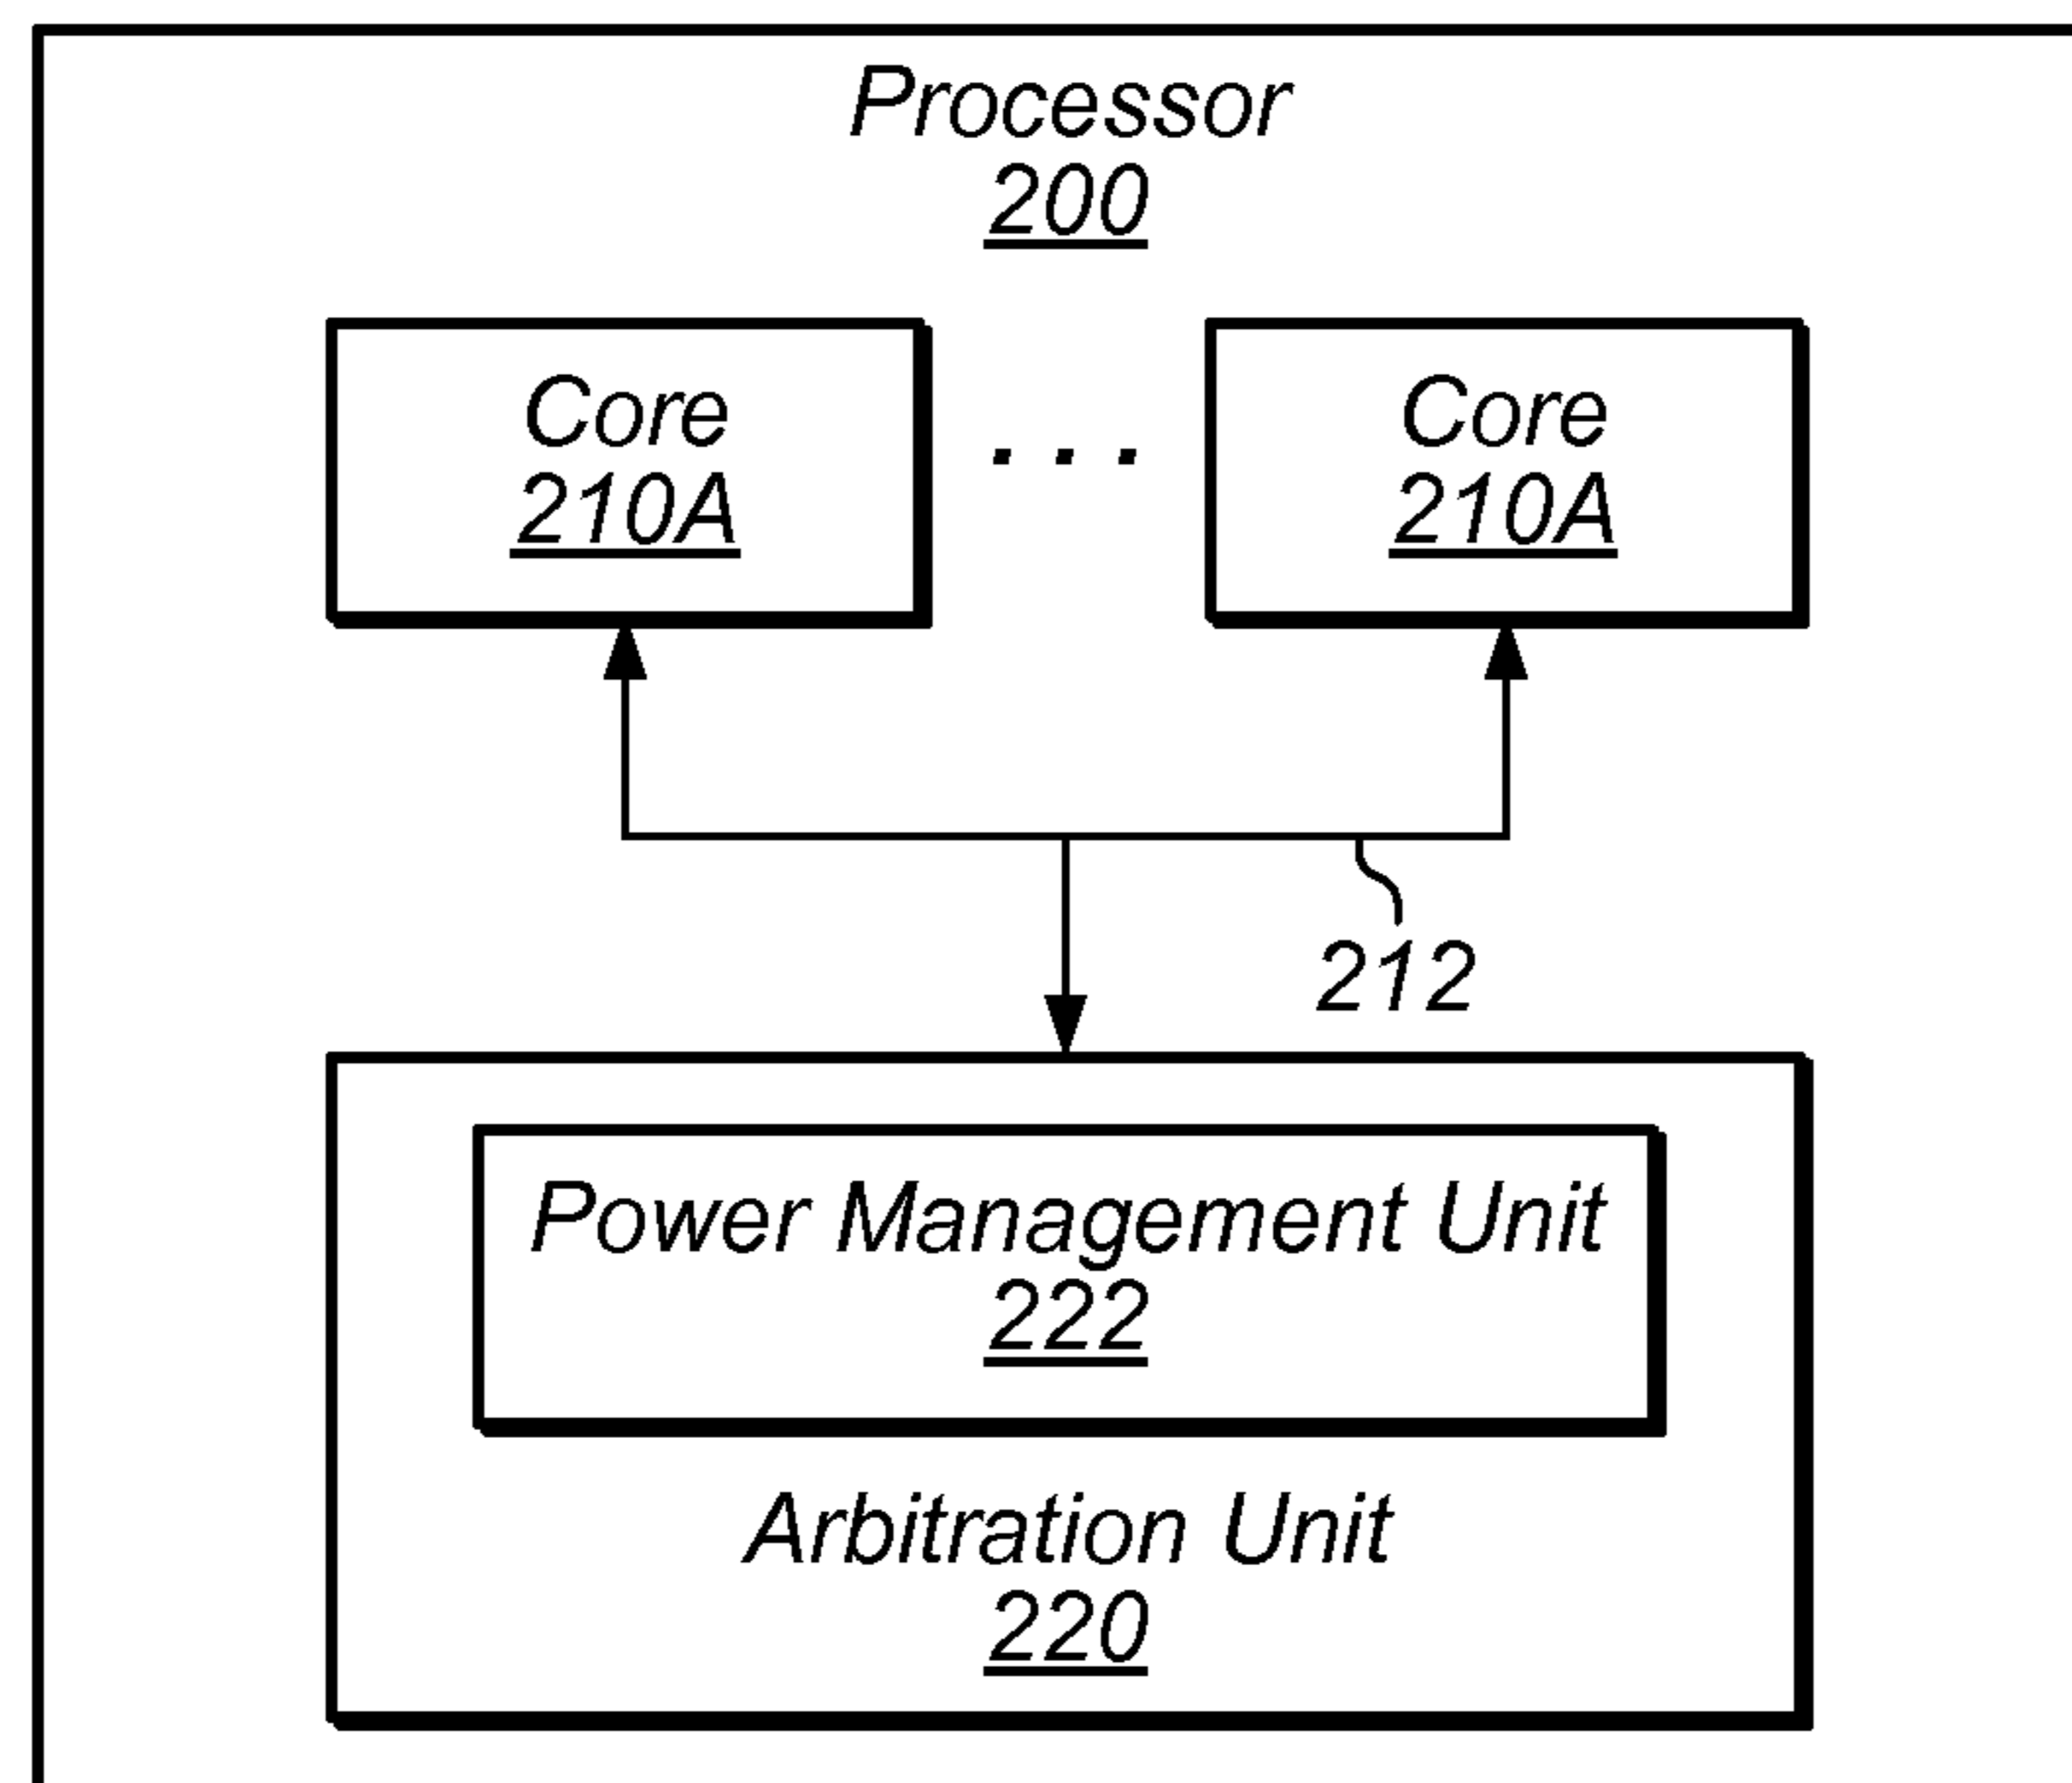 Processor
200
Core
210A
. . .
Core
210A
212
Power Management Unit
222
Arbitration Unit
220